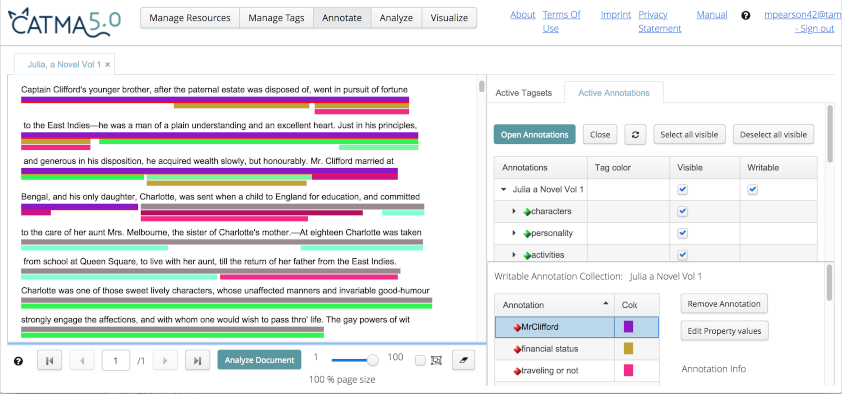 CATMA5.0
Manage Resources Manage Tags Annotate Analyze Visualize
About Terms Of Use Imprint Privacy Statement Manual ? mpearson42@tam - Sign out
Julia, a Novel Vol 1 ×
Captain Clifford's younger brother, after the paternal estate was disposed of, went in pursuit of fortune
to the East Indies—he was a man of a plain understanding and an excellent heart. Just in his principles,
and generous in his disposition, he acquired wealth slowly, but honourably. Mr. Clifford married at
Bengal, and his only daughter, Charlotte, was sent when a child to England for education, and committed
to the care of her aunt Mrs. Melbourne, the sister of Charlotte's mother.—At eighteen Charlotte was taken
from school at Queen Square, to live with her aunt, till the return of her father from the East Indies.
Charlotte was one of those sweet lively characters, whose unaffected manners and invariable good-humour
strongly engage the affections, and with whom one would wish to pass thro' life. The gay powers of wit
? 1 /1 Analyze Document 1 100
100 % page size
Active Tagsets Active Annotations
Open Annotations Close Select all visible Deselect all visible
Annotations Tag color Visible Writable
Julia a Novel Vol 1
characters
personality
activities
Writable Annotation Collection: Julia a Novel Vol 1
Annotation Colo
MrClifford
financial status
traveling or not
Remove Annotation
Edit Property values
Annotation Info